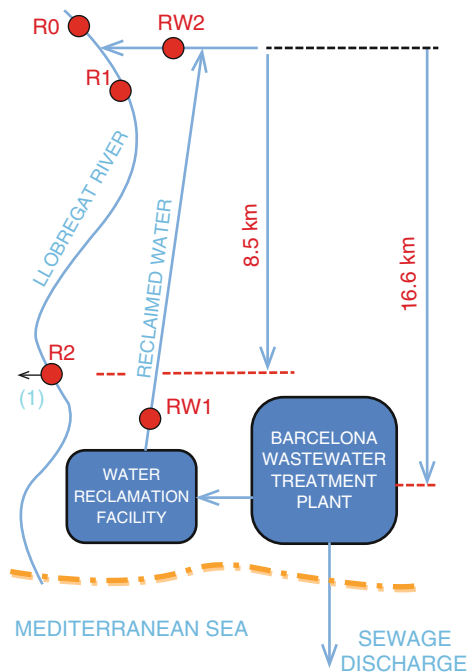 R0
RW2
R1
LLOBREGAT RIVER
RECLAIMED WATER
8.5 km
16.6 km
R2
(1)
RW1
BARCELONA
WASTEWATER
TREATMENT
PLANT
WATER
RECLAMATION
FACILITY
MEDITERRANEAN SEA
SEWAGE
DISCHARGE